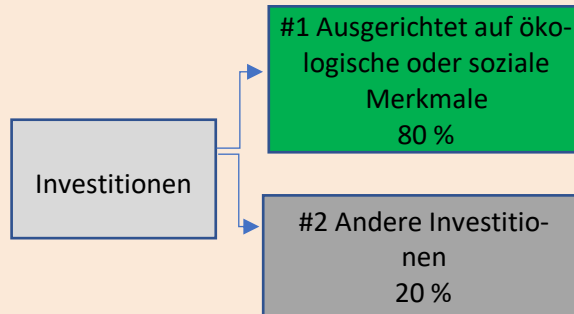 #1 Ausgerichtet auf öko-
logische oder soziale
Merkmale
80 %
Investitionen
#2 Andere Investitio-
nen
20 %